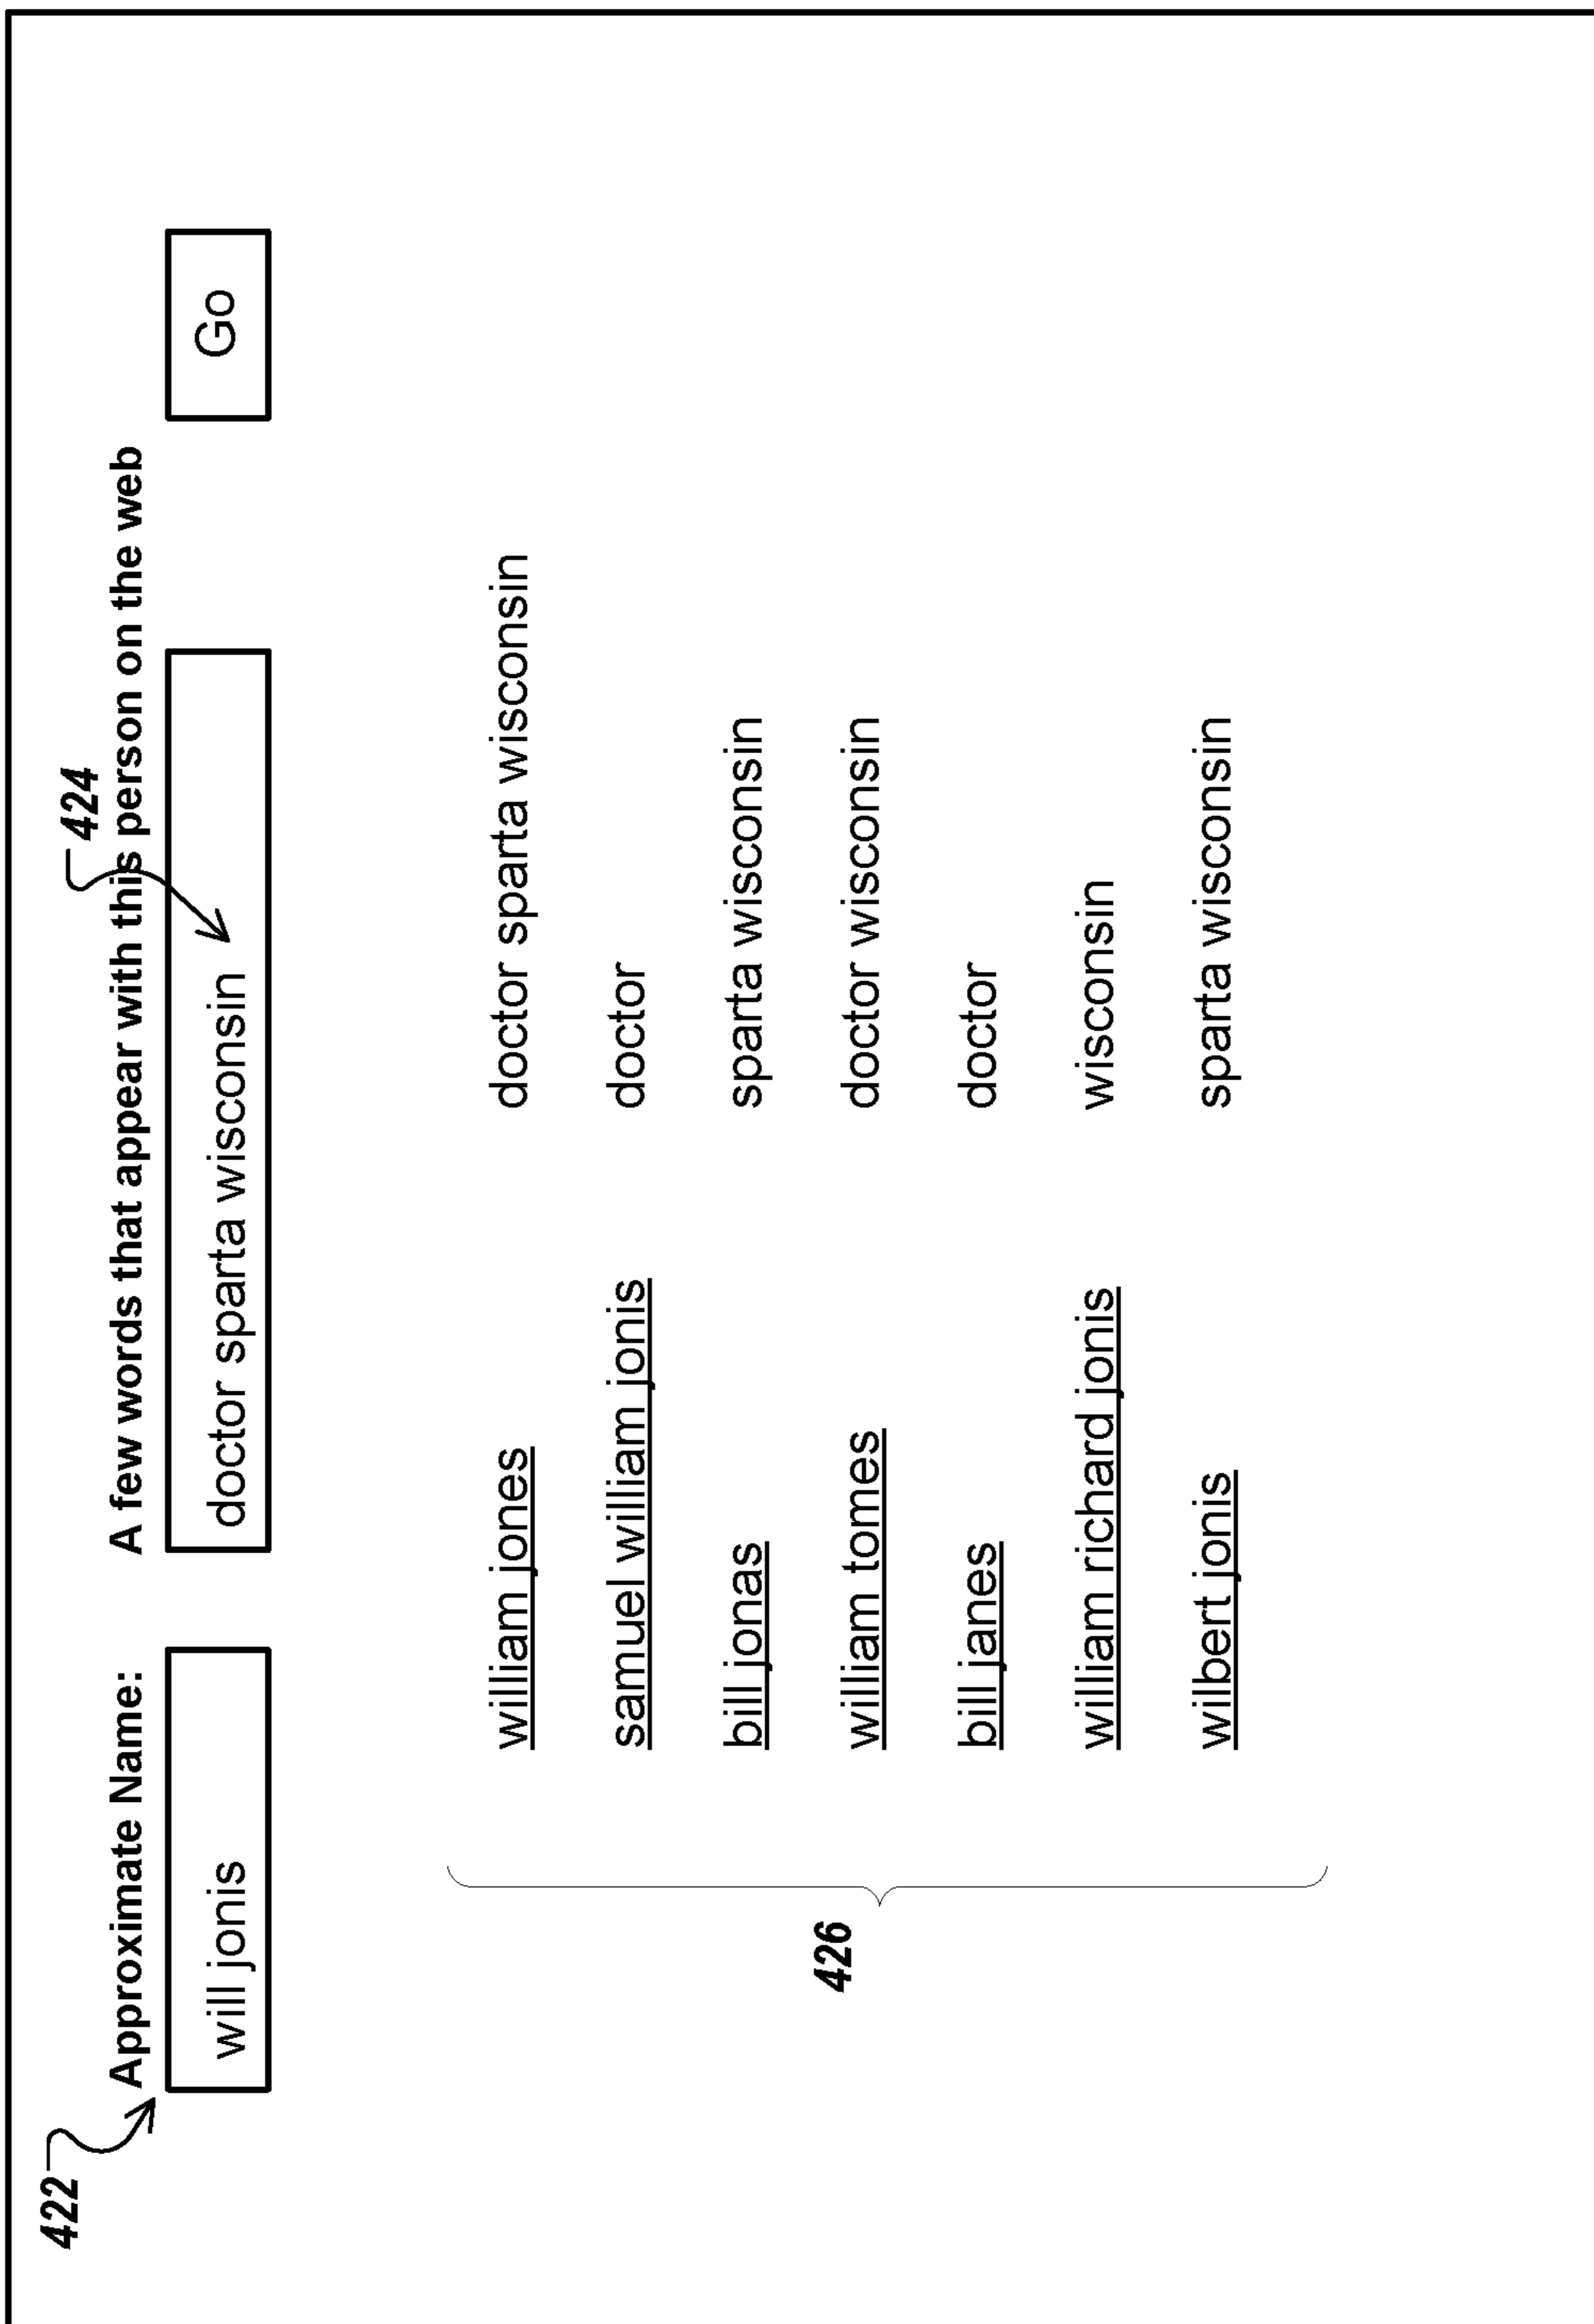 422
424
Approximate Name: A few words that appear with this person on the web
will jonis doctor sparta wisconsin Go
william jones doctor sparta wisconsin
samuel william jonis doctor
bill jonas sparta wisconsin
426
william tomes doctor wisconsin
bill janes doctor
william richard jonis wisconsin
wilbert jonis sparta wisconsin